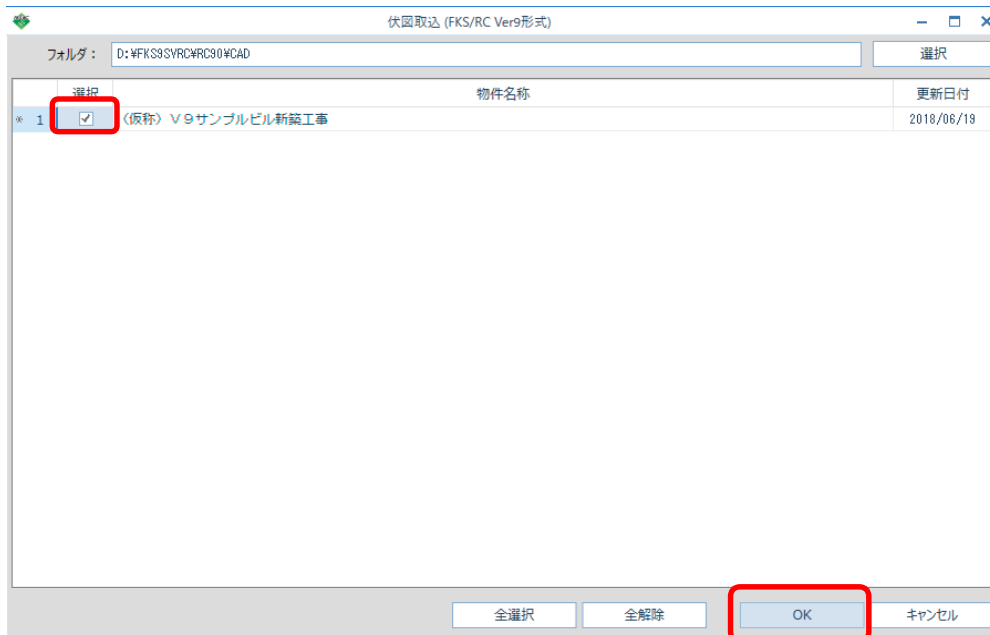 伏図取込 (FKS/RC Ver9形式)
フォルダ： D:¥FKS9SVRC¥RC90¥CAD 選択
選択 物件名称 更新日付
* 1 （仮称）Ｖ９サンプルビル新築工事 2018/06/19
全選択 全解除 OK キャンセル